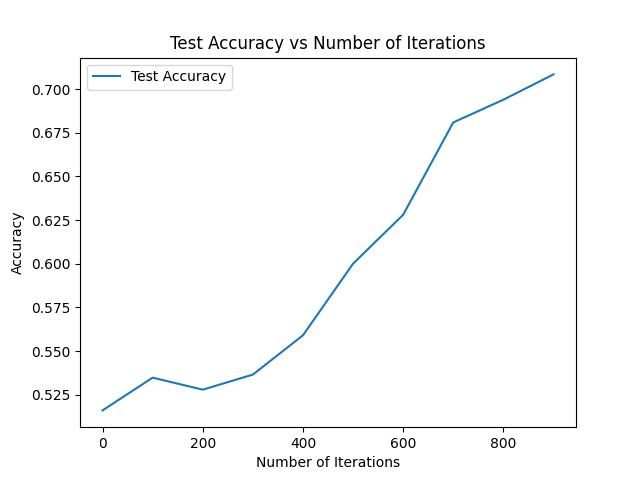 Test Accuracy vs Number of Iterations
Test Accuracy
0.700
0.675
0.650
0.625
0.600
0.575
0.550
0.525
Accuracy
0 200 400 600 800
Number of Iterations